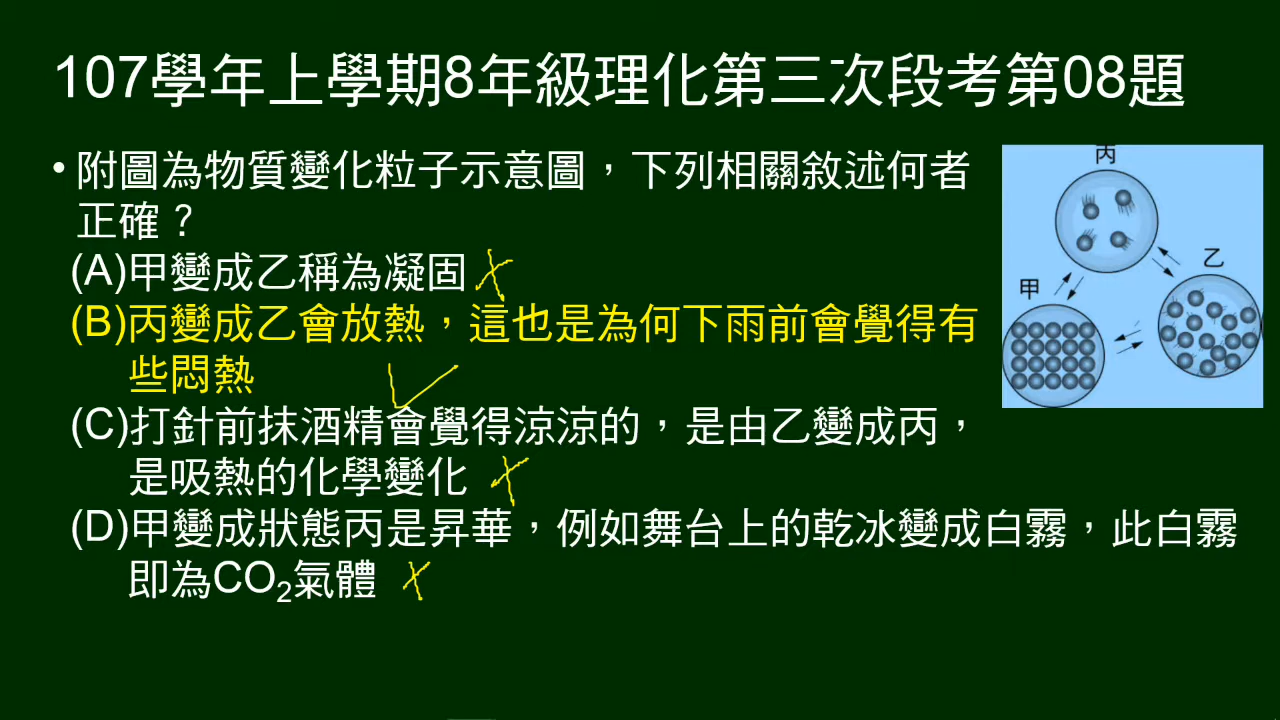 107學年上學期8年級理化第三次段考第08題
• 附圖為物質變化粒子示意圖，下列相關敘述何者
正確？
(A)甲變成乙稱為凝固
(B)丙變成乙會放熱，這也是為何下雨前會覺得有
些悶熱
(C)打針前抹酒精會覺得涼涼的，是由乙變成丙，
是吸熱的化學變化
(D)甲變成狀態丙是昇華，例如舞台上的乾冰變成白霧，此白霧
即為CO₂氣體
丙
乙
甲